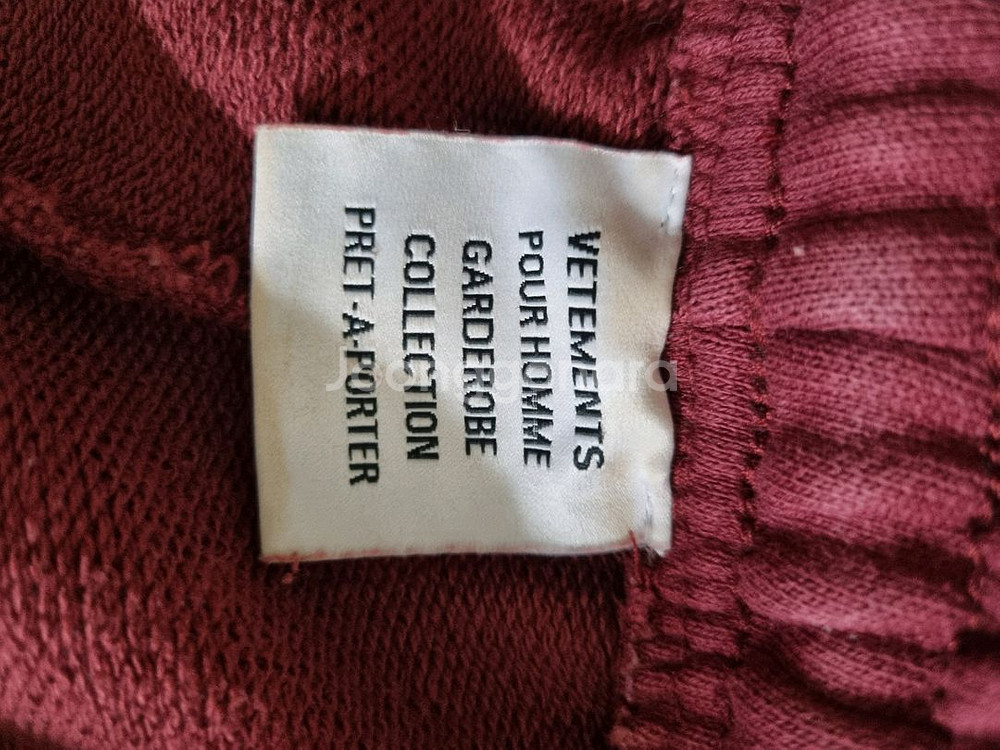 VETEMENTS
POUR HOMME
GARDEROBE
COLLECTION
PRET-A-PORTER